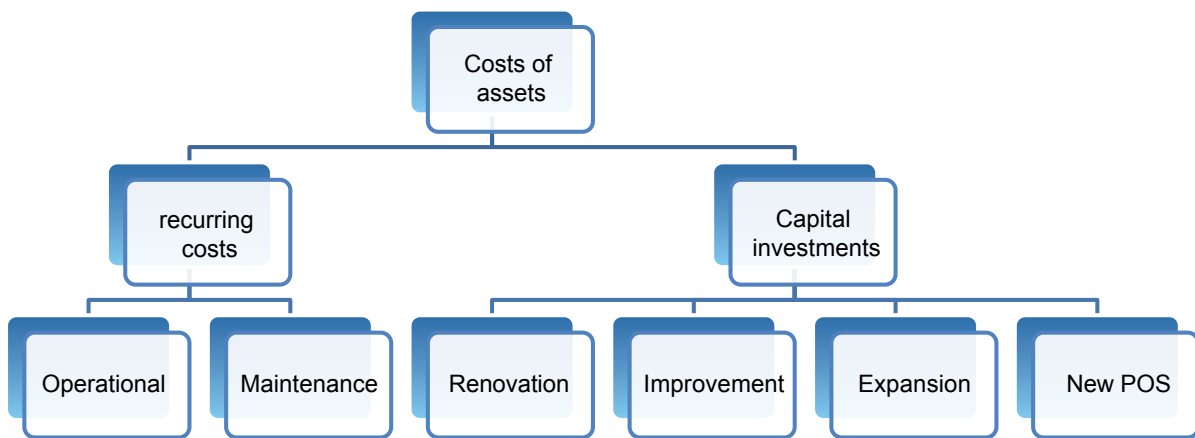 Costs of
assets
recurring
costs
Capital
investments
Operational
Maintenance
Renovation
Improvement
Expansion
New POS